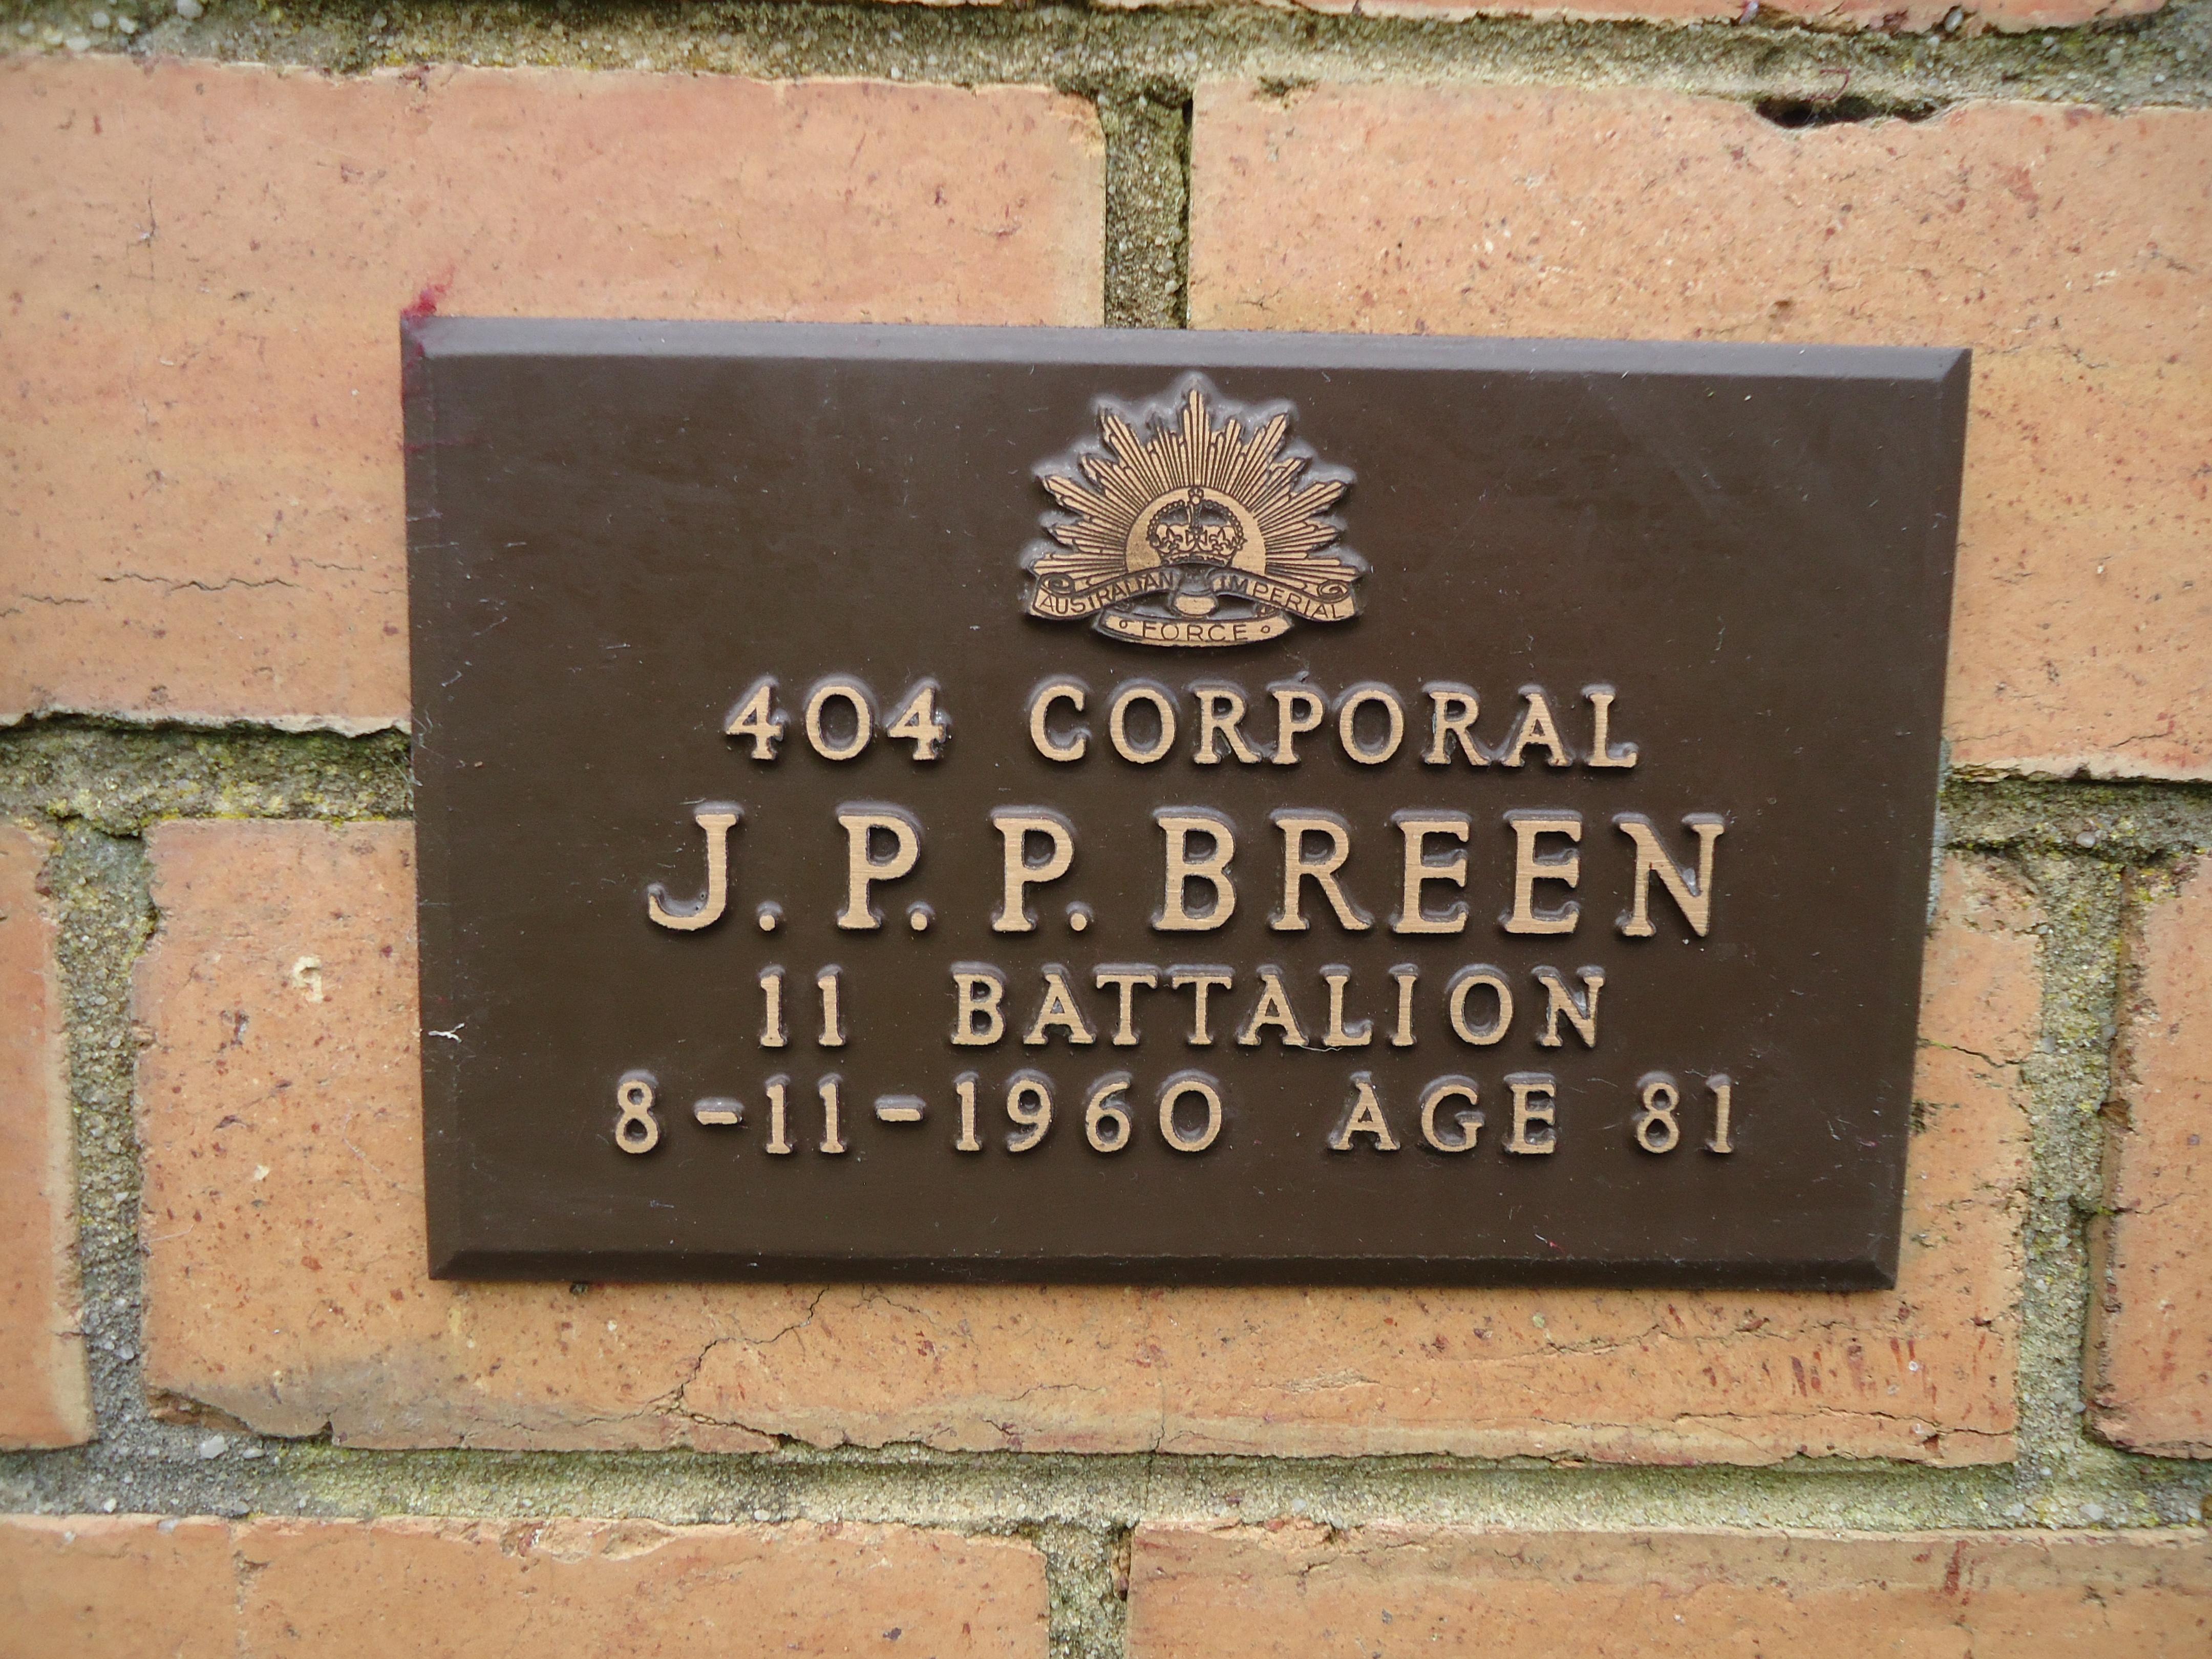 AUSTRALIAN IMPERIAL
FORCE
404 CORPORAL
J. P. P. BREEN
11 BATTALION
8-11-1960 AGE 81